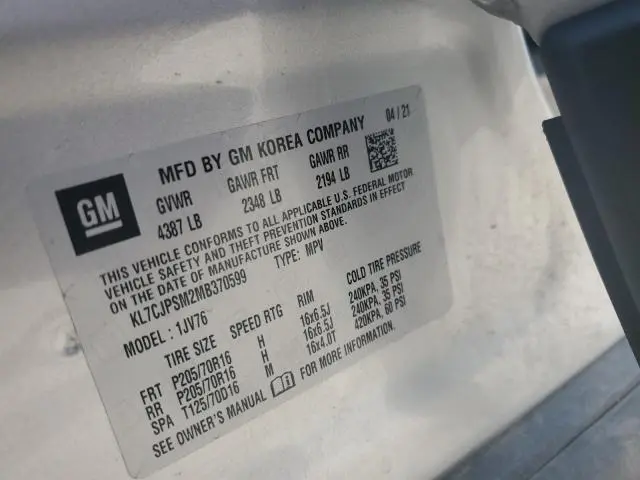 GM
MFD BY GM KOREA COMPANY 04 / 21
GVWR GAWR FRT GAWR RR
4387 LB 2348 LB 2194 LB
THIS VEHICLE CONFORMS TO ALL APPLICABLE U.S. FEDERAL MOTOR
VEHICLE SAFETY AND THEFT PREVENTION STANDARDS IN EFFECT
ON THE DATE OF MANUFACTURE SHOWN ABOVE.
KL7CJPSM2MB370599 TYPE: MPV
MODEL : 1JV76
TIRE SIZE SPEED RTG RIM COLD TIRE PRESSURE
FRT P205/70R16 H 16x6.5J 240KPA, 35 PSI
RR P205/70R16 H 16x6.5J 240KPA, 35 PSI
SPA T125/70D16 M 16x4.0T 420KPA, 60 PSI
SEE OWNER'S MANUAL FOR MORE INFORMATION.